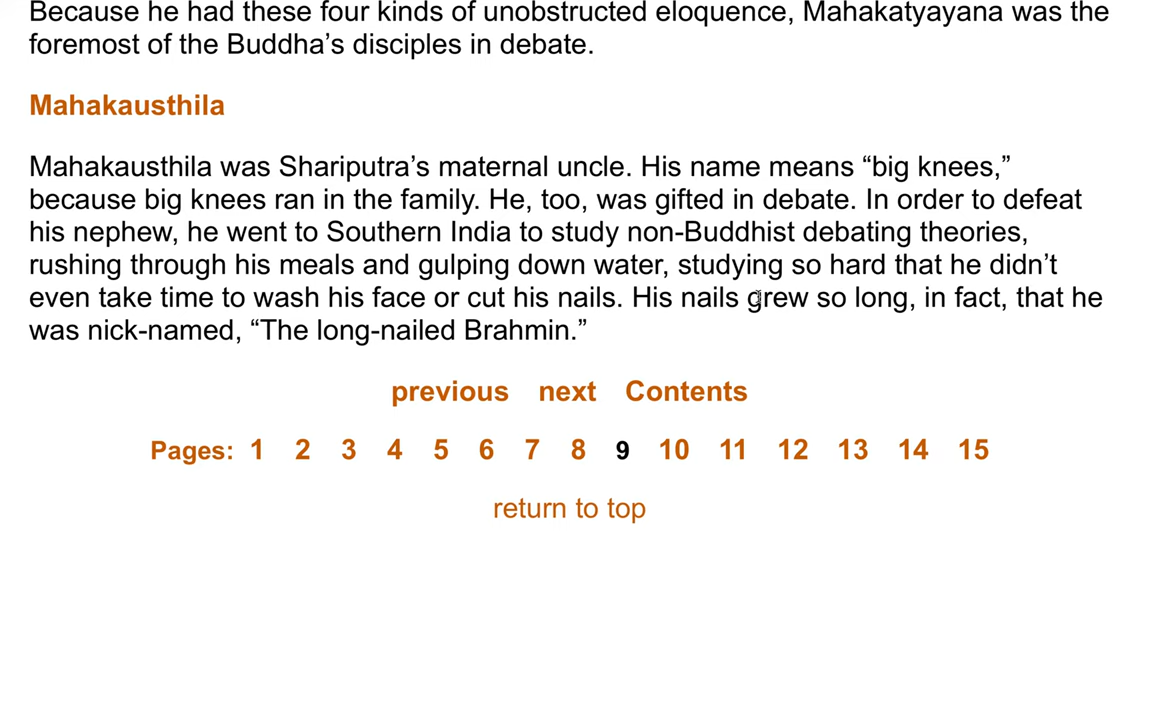 Because he had these four kinds of unobstructed eloquence, Mahakatyayana was the
foremost of the Buddha’s disciples in debate.
Mahakausthila
Mahakausthila was Shariputra’s maternal uncle. His name means “big knees,”
because big knees ran in the family. He, too, was gifted in debate. In order to defeat
his nephew, he went to Southern India to study non-Buddhist debating theories,
rushing through his meals and gulping down water, studying so hard that he didn’t
even take time to wash his face or cut his nails. His nails grew so long, in fact, that he
was nick-named, “The long-nailed Brahmin.”
previous next Contents
Pages: 1 2 3 4 5 6 7 8 9 10 11 12 13 14 15
return to top